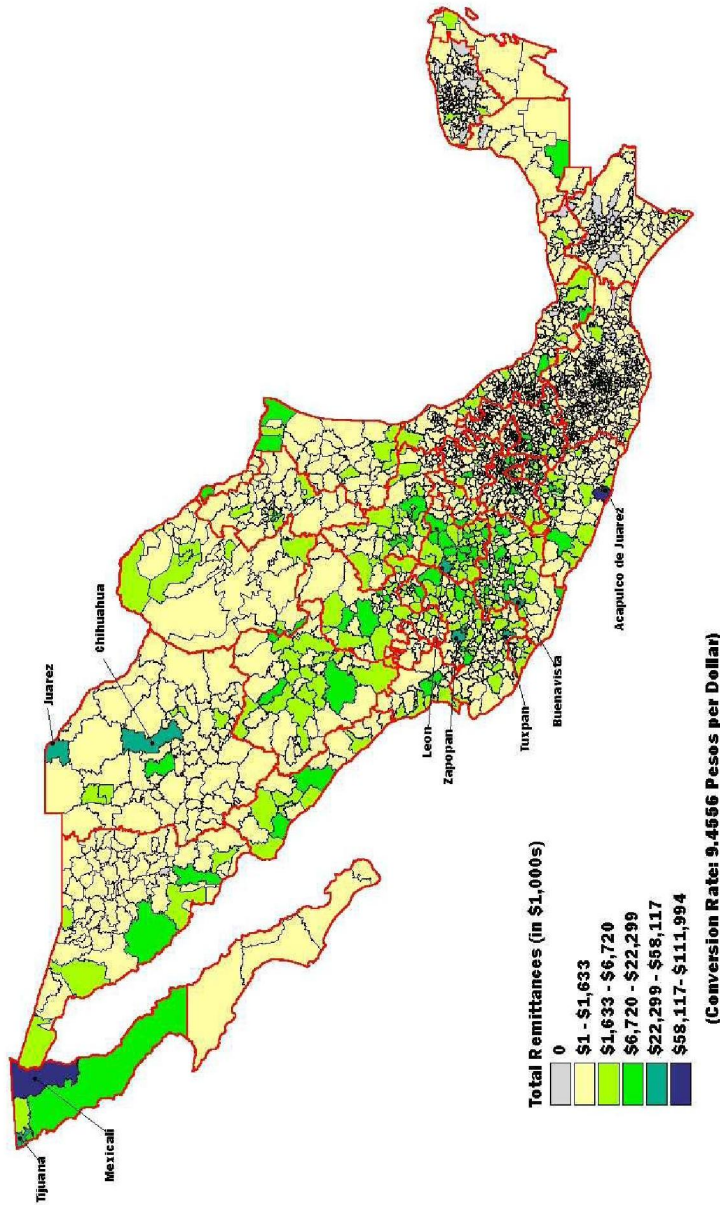 Tijuana
Mexicali
Juarez
Chihuahua
Leon
Zapopan
Tuxpan
Buenavista
Acapulco de Juarez
Total Remittances (in $1,000s)
0
$1 - $1,633
$1,633 - $6,720
$6,720 - $22,299
$22,299 - $58,117
$58,117- $111,994
(Conversion Rate: 9.4556 Pesos per Dollar)